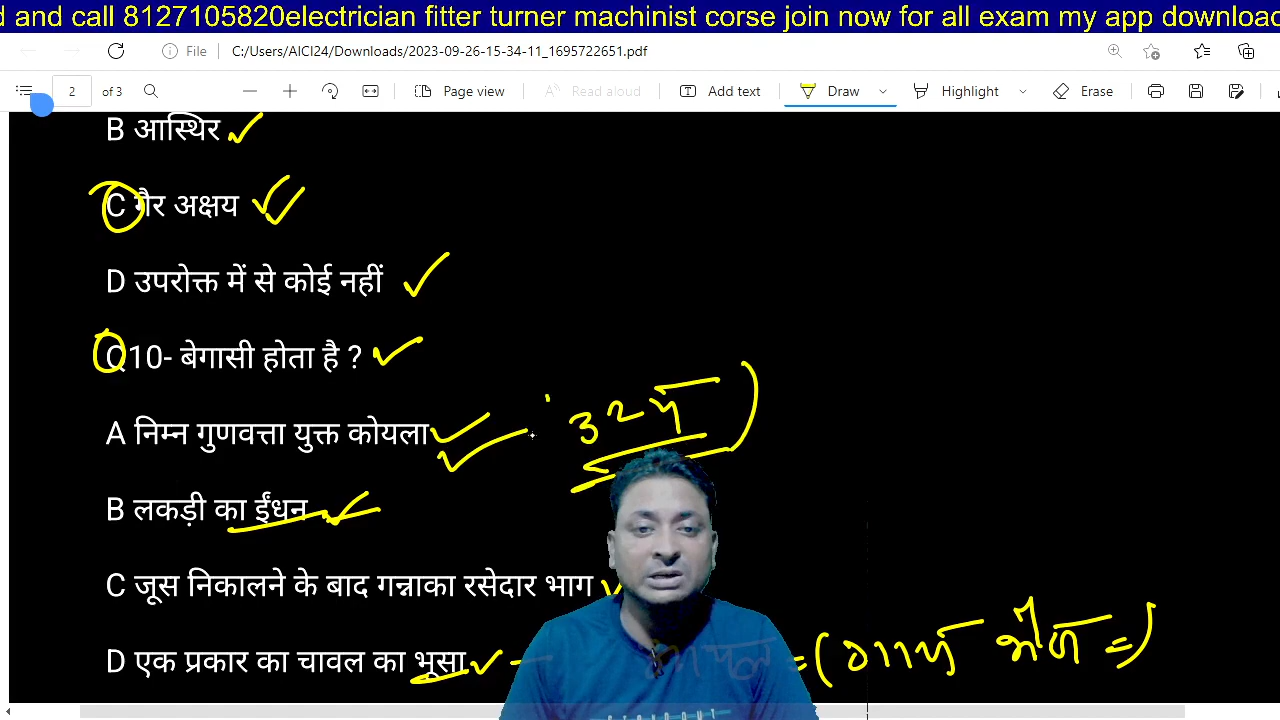 d and call 8127105820electrician fitter turner machinist corse join now for all exam my app downloac
File C:/Users/AICI24/Downloads/2023-09-26-15-34-11_1695722651.pdf
2 of 3 Page view Read aloud Add text Draw Highlight Erase
B आस्थिर
C गैर अक्षय
D उपरोक्त में से कोई नहीं
Q10- बेगासी होता है ?
A निम्न गुणवत्ता युक्त कोयला
B लकड़ी का ईंधन
C जूस निकालने के बाद गन्नाका रसेदार भाग
D एक प्रकार का चावल का भूसा